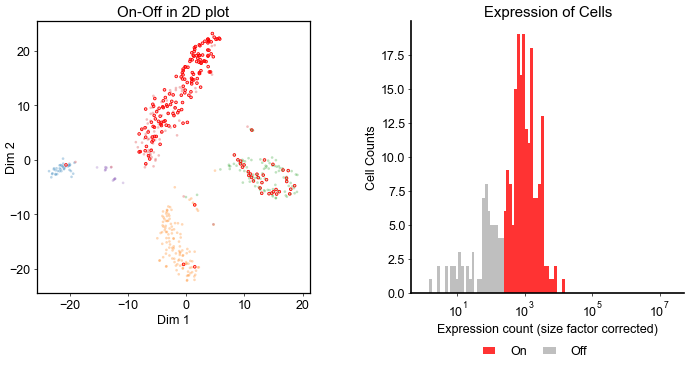 On-Off in 2D plot
Dim 2
20
10
0
−10
−20
−20 −10 0 10 20
Dim 1
Expression of Cells
Cell Counts
17.5
15.0
12.5
10.0
7.5
5.0
2.5
0.0
10^1 10^3 10^5 10^7
Expression count (size factor corrected)
On Off